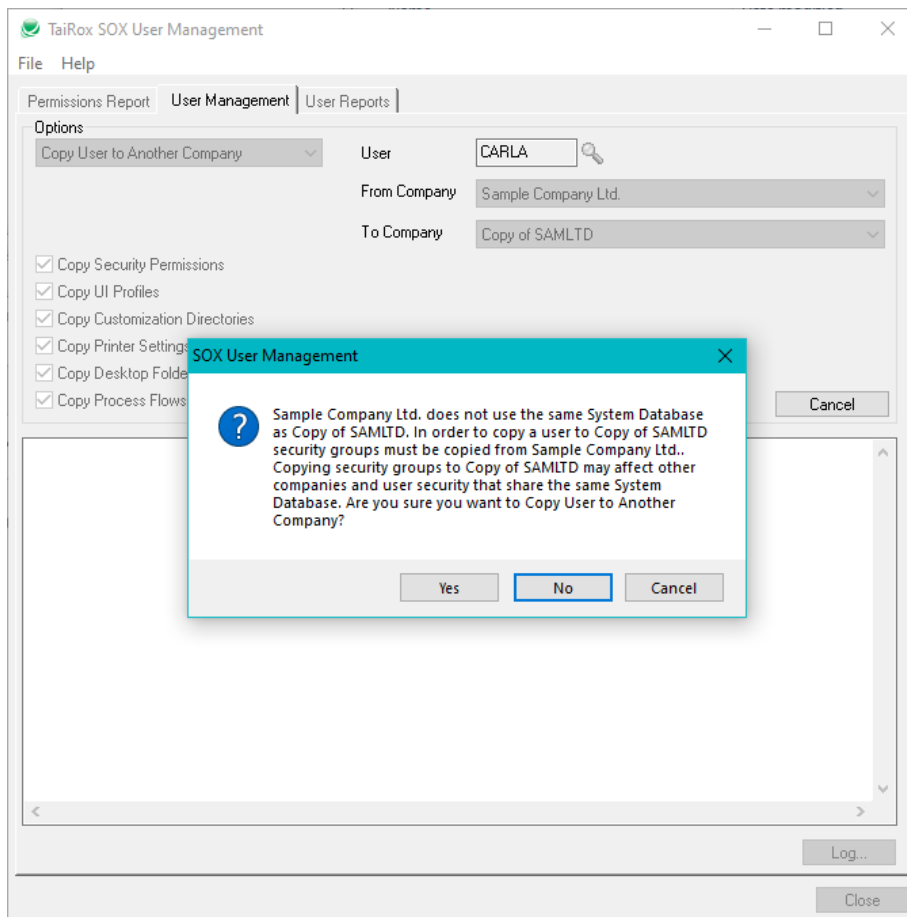 TaiRox SOX User Management
File Help
Permissions Report User Management User Reports
Options
Copy User to Another Company User CARLA
From Company Sample Company Ltd.
To Company Copy of SAMLTD
Copy Security Permissions
Copy UI Profiles
Copy Customization Directories
Copy Printer Settings
Copy Desktop Folde
Copy Process Flows
Cancel
SOX User Management
Sample Company Ltd. does not use the same System Database
as Copy of SAMLTD. In order to copy a user to Copy of SAMLTD
security groups must be copied from Sample Company Ltd..
Copying security groups to Copy of SAMLTD may affect other
companies and user security that share the same System
Database. Are you sure you want to Copy User to Another
Company?
Yes No Cancel
Log...
Close